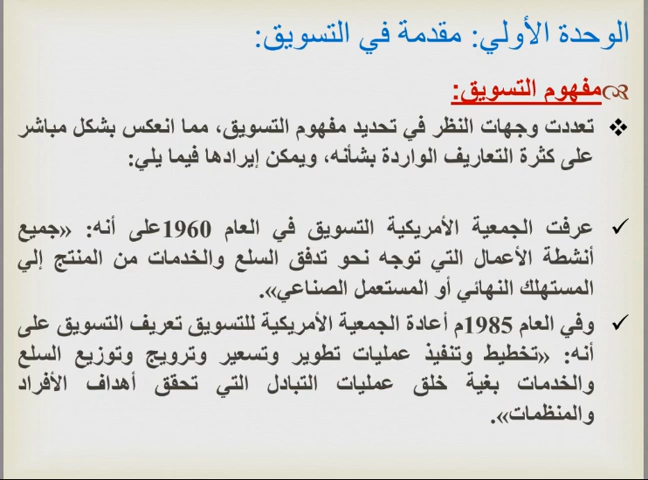 الوحدة الأولي: مقدمة في التسويق:
مفهوم التسويق:
تعددت وجهات النظر في تحديد مفهوم التسويق، مما انعكس بشكل مباشر
على كثرة التعاريف الواردة بشأنه، ويمكن إيرادها فيما يلي:
عرفت الجمعية الأمريكية التسويق في العام 1960على أنه: «جميع
أنشطة الأعمال التي توجه نحو تدفق السلع والخدمات من المنتج إلي
المستهلك النهائي أو المستعمل الصناعي».
وفي العام 1985م أعادة الجمعية الأمريكية للتسويق تعريف التسويق على
أنه: «تخطيط وتنفيذ عمليات تطوير وتسعير وترويج وتوزيع السلع
والخدمات بغية خلق عمليات التبادل التي تحقق أهداف الأفراد
والمنظمات».